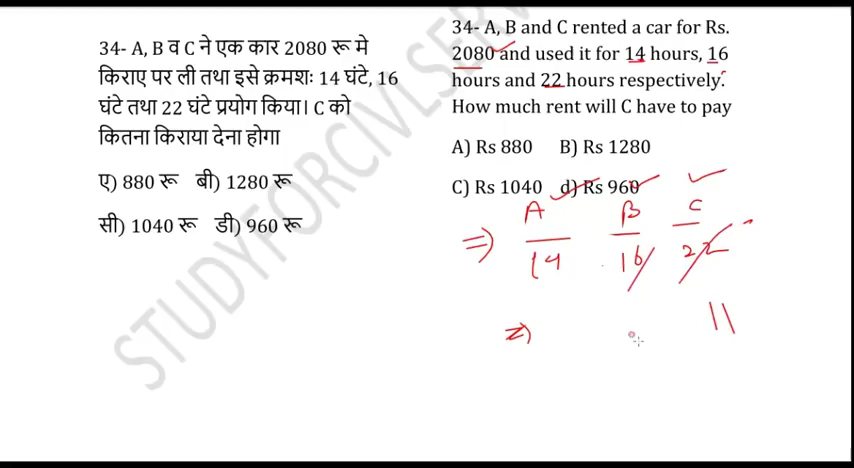 34- A, B व C ने एक कार 2080 रू मे
किराए पर ली तथा इसे क्रमशः 14 घंटे, 16
घंटे तथा 22 घंटे प्रयोग किया। C को
कितना किराया देना होगा
ए) 880 रू बी) 1280 रू
सी) 1040 रू डी) 960 रू
34- A, B and C rented a car for Rs.
2080 and used it for 14 hours, 16
hours and 22 hours respectively.
How much rent will C have to pay
A) Rs 880 B) Rs 1280
C) Rs 1040 d) Rs 960
A B C
⇒ 14 16 22
11
STUDYFORCIVLSERV